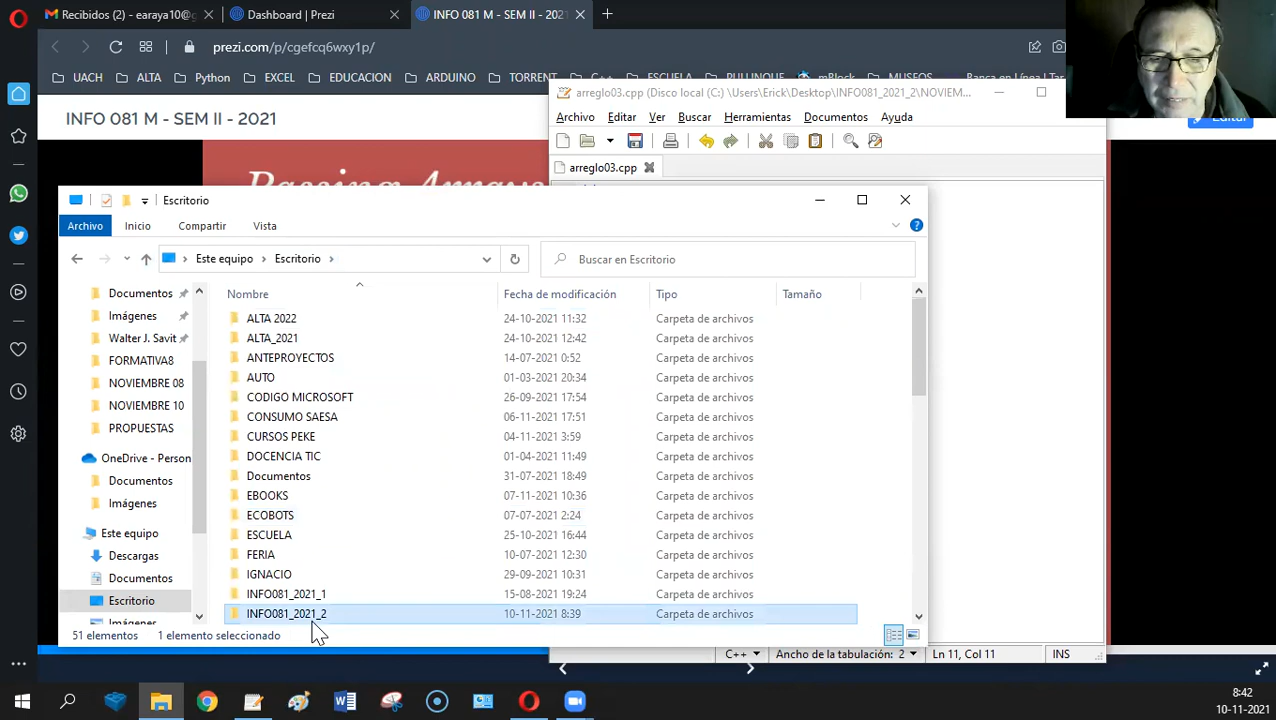 Recibidos (2) - earaya10@g
Dashboard | Prezi
INFO 081 M - SEM II - 2021
prezi.com/p/cgefcq6wxy1p/
UACH
ALTA
Python
EXCEL
EDUCACION
ARDUINO
TORRENT
C++
ESCUELA
PULLINQUE
mBlock
MUSEOS
Banca en Línea | Tar
INFO 081 M - SEM II - 2021
Editar
Passing Arrays
arreglo03.cpp (Disco local (C:) \Users\Erick\Desktop\INFO081_2021_2\NOVIEM...
Archivo
Editar
Ver
Buscar
Herramientas
Documentos
Ayuda
arreglo03.cpp
Escritorio
Archivo
Inicio
Compartir
Vista
Este equipo
Escritorio
Buscar en Escritorio
Documentos
Imágenes
Walter J. Savit
FORMATIVA8
NOVIEMBRE 08
NOVIEMBRE 10
PROPUESTAS
OneDrive - Person
Documentos
Imágenes
Este equipo
Descargas
Documentos
Escritorio
Imágenes
Nombre
Fecha de modificación
Tipo
Tamaño
ALTA 2022 24-10-2021 11:32 Carpeta de archivos
ALTA_2021 24-10-2021 12:42 Carpeta de archivos
ANTEPROYECTOS 14-07-2021 0:52 Carpeta de archivos
AUTO 01-03-2021 20:34 Carpeta de archivos
CODIGO MICROSOFT 26-09-2021 17:54 Carpeta de archivos
CONSUMO SAESA 06-11-2021 17:51 Carpeta de archivos
CURSOS PEKE 04-11-2021 3:59 Carpeta de archivos
DOCENCIA TIC 01-04-2021 11:49 Carpeta de archivos
Documentos 31-07-2021 18:49 Carpeta de archivos
EBOOKS 07-11-2021 10:36 Carpeta de archivos
ECOBOTS 07-07-2021 2:24 Carpeta de archivos
ESCUELA 25-10-2021 16:44 Carpeta de archivos
FERIA 10-07-2021 12:30 Carpeta de archivos
IGNACIO 29-09-2021 10:31 Carpeta de archivos
INFO081_2021_1 15-08-2021 19:24 Carpeta de archivos
INFO081_2021_2 10-11-2021 8:39 Carpeta de archivos
51 elementos
1 elemento seleccionado
C++
Ancho de la tabulación: 2
Ln 11, Col 11
INS
8:42
10-11-2021